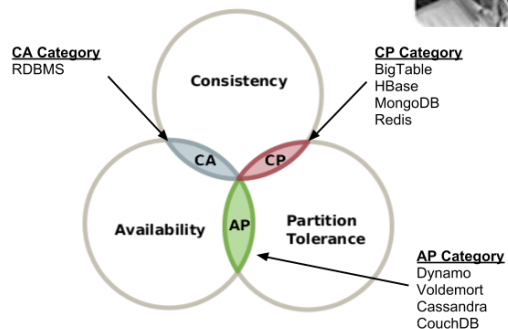 CA Category
RDBMS
CP Category
BigTable
HBase
MongoDB
Redis
Consistency
CA
CP
Availability
AP
Partition
Tolerance
AP Category
Dynamo
Voldemort
Cassandra
CouchDB